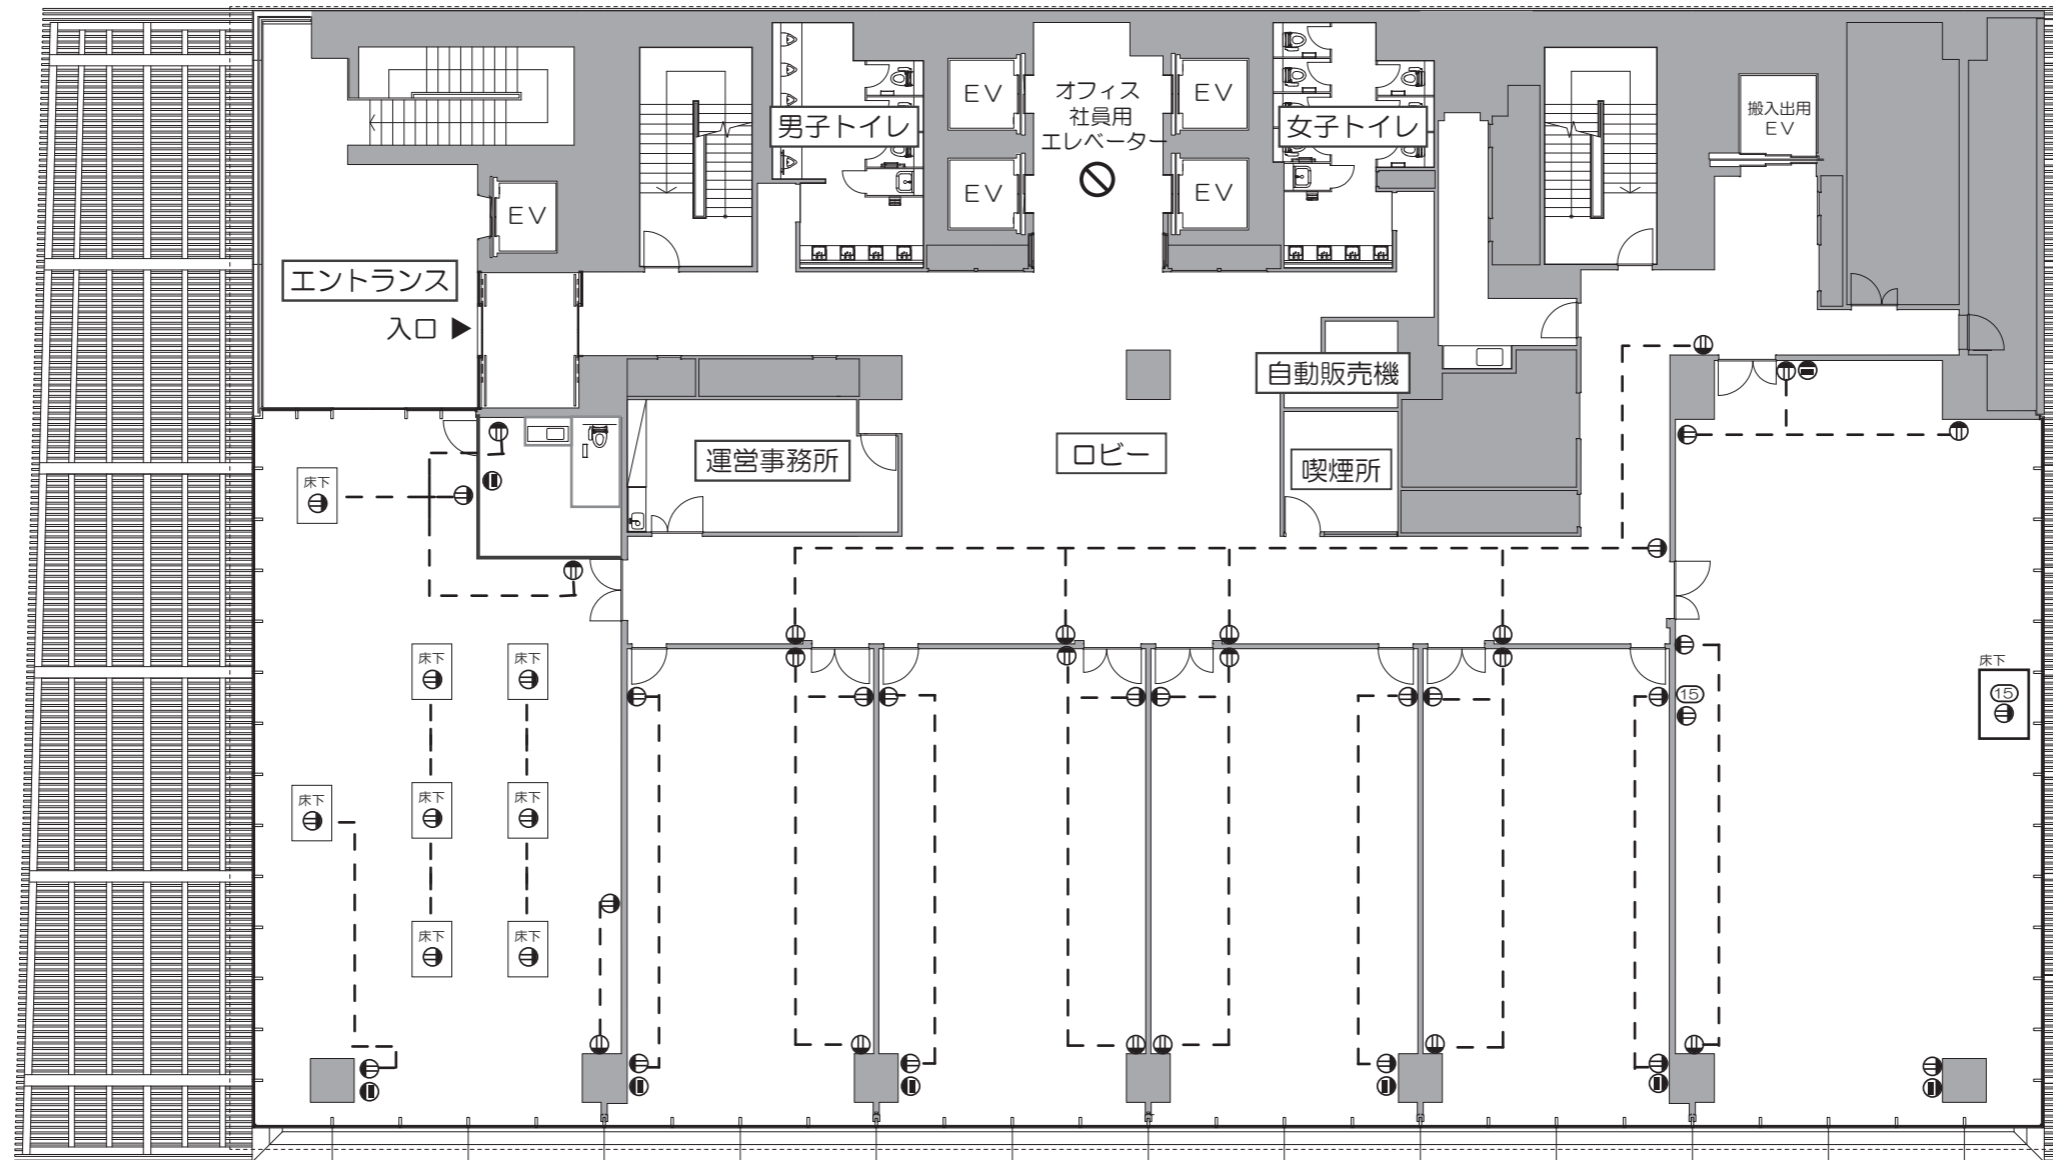 EV
オフィス
社員用
エレベーター
EV
搬入出用
EV
男子トイレ
女子トイレ
EV
EV
EV
エントランス
入口 ▶
自動販売機
運営事務所
ロビー
喫煙所
床下
床下
床下
床下
15
15
床下
床下
床下
床下
床下